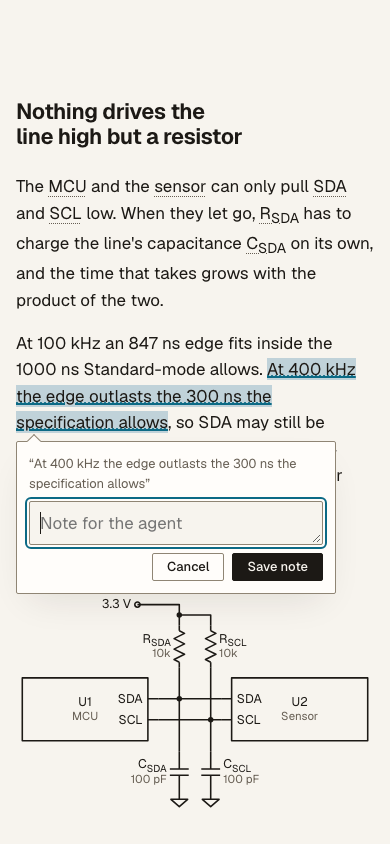 Nothing drives the
line high but a resistor
The MCU and the sensor can only pull SDA
and SCL low. When they let go, RSDA has to
charge the line's capacitance CSDA on its own,
and the time that takes grows with the
product of the two.
At 100 kHz an 847 ns edge fits inside the
1000 ns Standard-mode allows. At 400 kHz
the edge outlasts the 300 ns the
specification allows, so SDA may still be
“At 400 kHz the edge outlasts the 300 ns the
specification allows”
Note for the agent
Cancel Save note
3.3 V
RSDA RSCL
10k 10k
U1 SDA SDA U2
MCU SCL SCL Sensor
CSDA CSCL
100 pF 100 pF